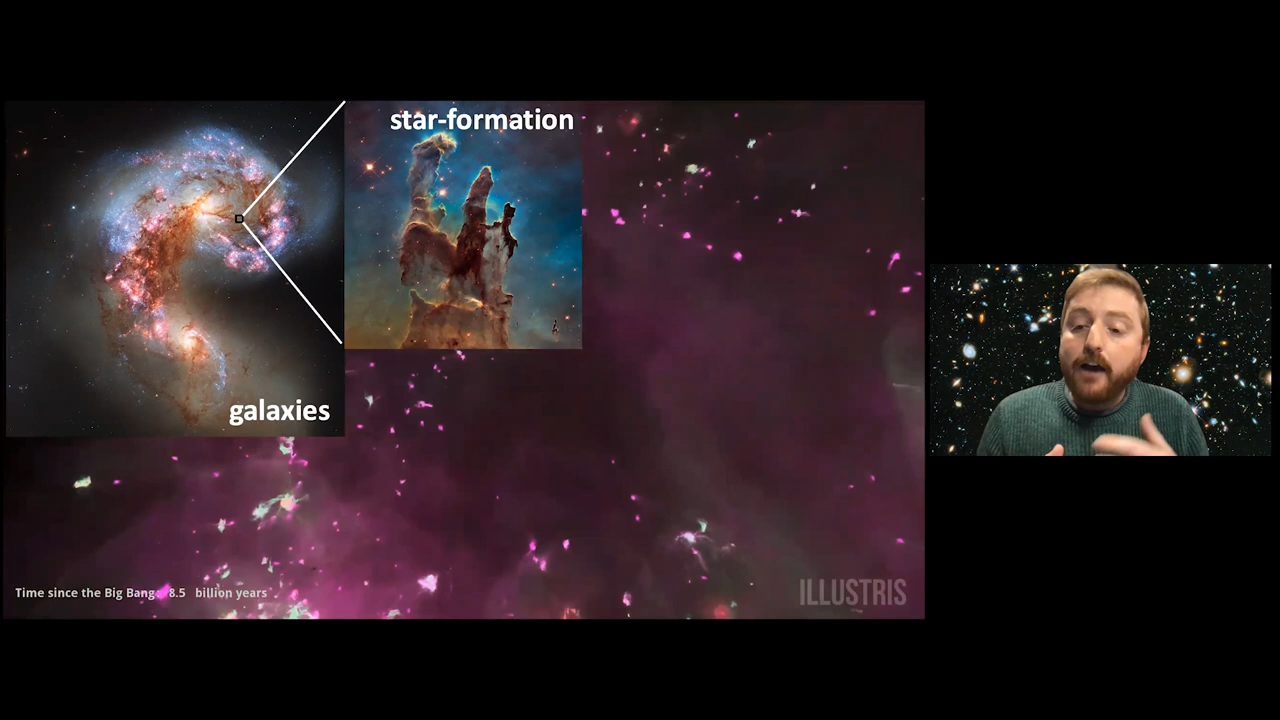 star-formation
galaxies
Time since the Big Bang: 8.5 billion years
ILLUSTRIS